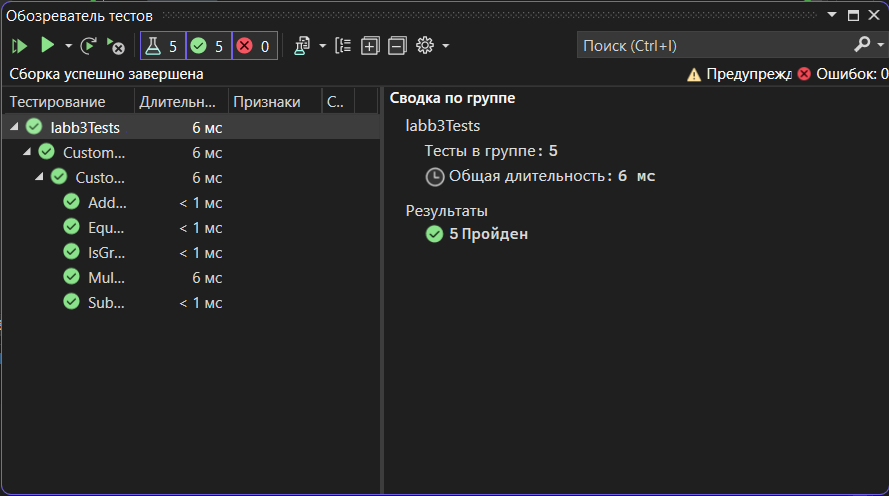 Обозреватель тестов
5 5 0
Поиск (Ctrl+I)
Сборка успешно завершена
Предупрежд Ошибок: 0
Тестирование Длительн... Признаки С...
labb3Tests 6 мс
Custom... 6 мс
Custo... 6 мс
Add... < 1 мс
Equ... < 1 мс
IsGr... < 1 мс
Mul... 6 мс
Sub... < 1 мс
Сводка по группе
labb3Tests
Тесты в группе: 5
Общая длительность: 6 мс
Результаты
5 Пройден